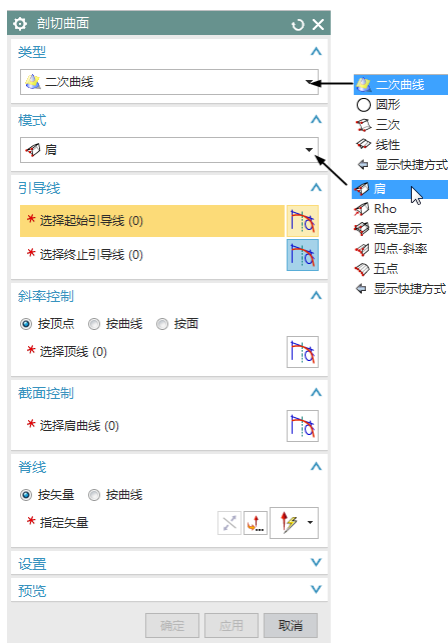 剖切曲面
类型
二次曲线
模式
肩
引导线
* 选择起始引导线 (0)
* 选择终止引导线 (0)
斜率控制
按顶点 按曲线 按面
* 选择顶线 (0)
截面控制
* 选择肩曲线 (0)
脊线
按矢量 按曲线
* 指定矢量
设置
预览
确定 应用 取消
二次曲线
圆形
三次
线性
显示快捷方式
肩
Rho
高亮显示
四点-斜率
五点
显示快捷方式